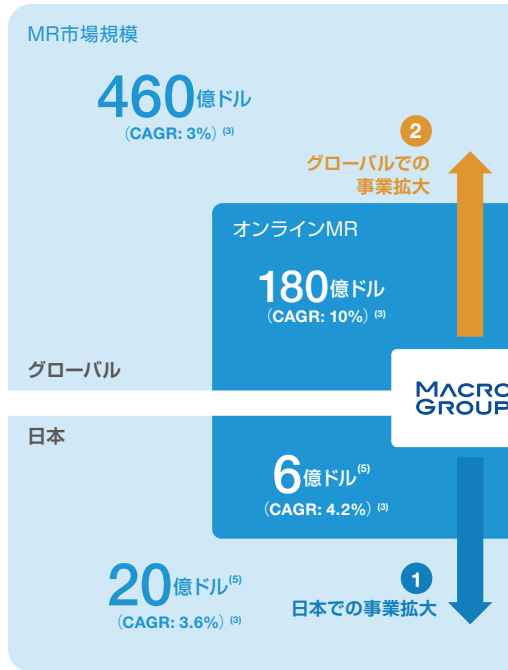 MR市場規模
460億ドル
(CAGR: 3%) (3)
2
グローバルでの
事業拡大
オンラインMR
180億ドル
(CAGR: 10%) (3)
グローバル
MACRO
GROUP
日本
6億ドル(5)
(CAGR: 4.2%) (3)
20億ドル(5)
(CAGR: 3.6%) (3)
1
日本での事業拡大